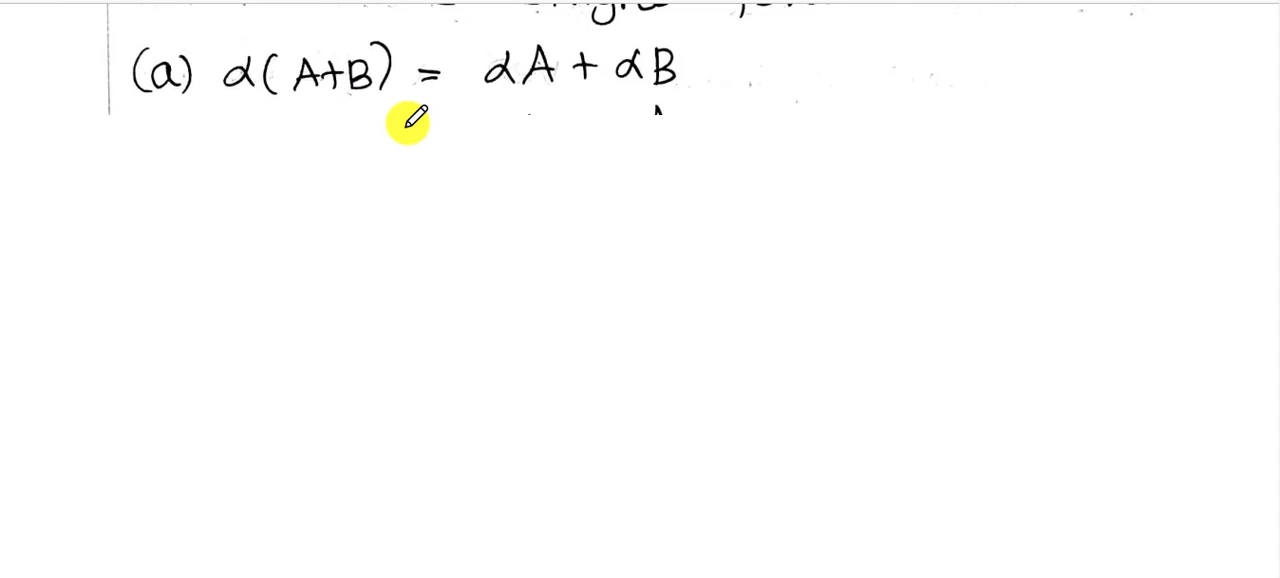 (a) α(A+B) = αA + αB